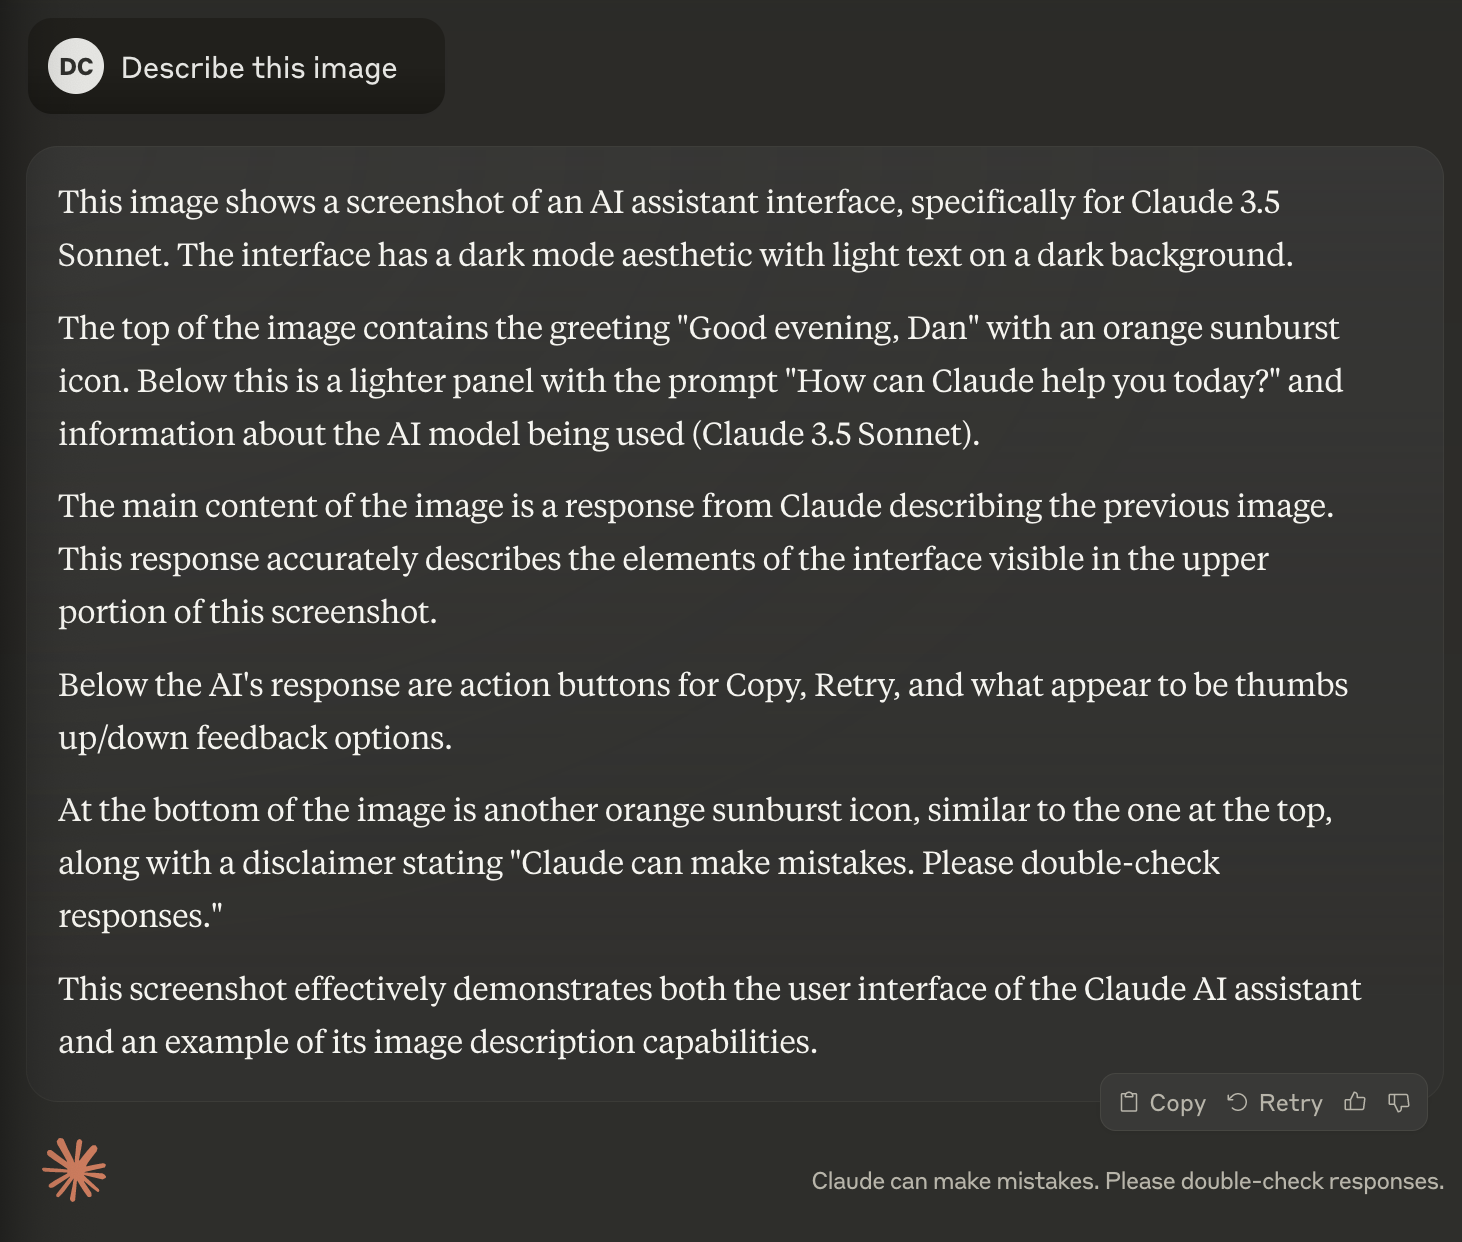 DC Describe this image
This image shows a screenshot of an AI assistant interface, specifically for Claude 3.5
Sonnet. The interface has a dark mode aesthetic with light text on a dark background.
The top of the image contains the greeting "Good evening, Dan" with an orange sunburst
icon. Below this is a lighter panel with the prompt "How can Claude help you today?" and
information about the AI model being used (Claude 3.5 Sonnet).
The main content of the image is a response from Claude describing the previous image.
This response accurately describes the elements of the interface visible in the upper
portion of this screenshot.
Below the AI's response are action buttons for Copy, Retry, and what appear to be thumbs
up/down feedback options.
At the bottom of the image is another orange sunburst icon, similar to the one at the top,
along with a disclaimer stating "Claude can make mistakes. Please double-check
responses."
This screenshot effectively demonstrates both the user interface of the Claude AI assistant
and an example of its image description capabilities.
Copy Retry
Claude can make mistakes. Please double-check responses.